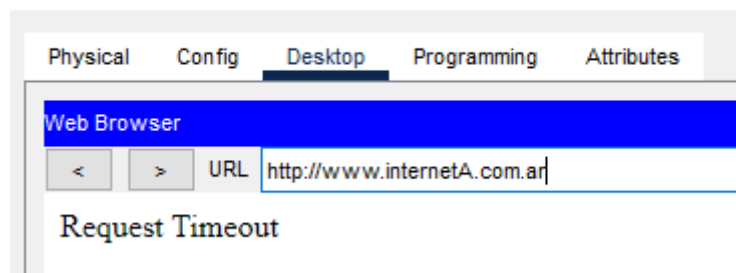 Physical Config Desktop Programming Attributes
Web Browser
< > URL http://www.internetA.com.ar
Request Timeout